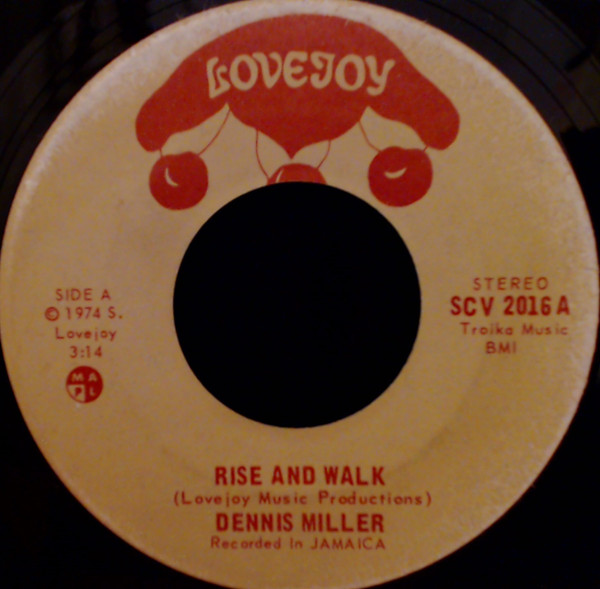 LOVEJOY
SIDE A
© 1974 S.
Lovejoy
3:14
M A
P L
STEREO
SCV 2016 A
Troika Music
BMI
RISE AND WALK
(Lovejoy Music Productions)
DENNIS MILLER
Recorded In JAMAICA